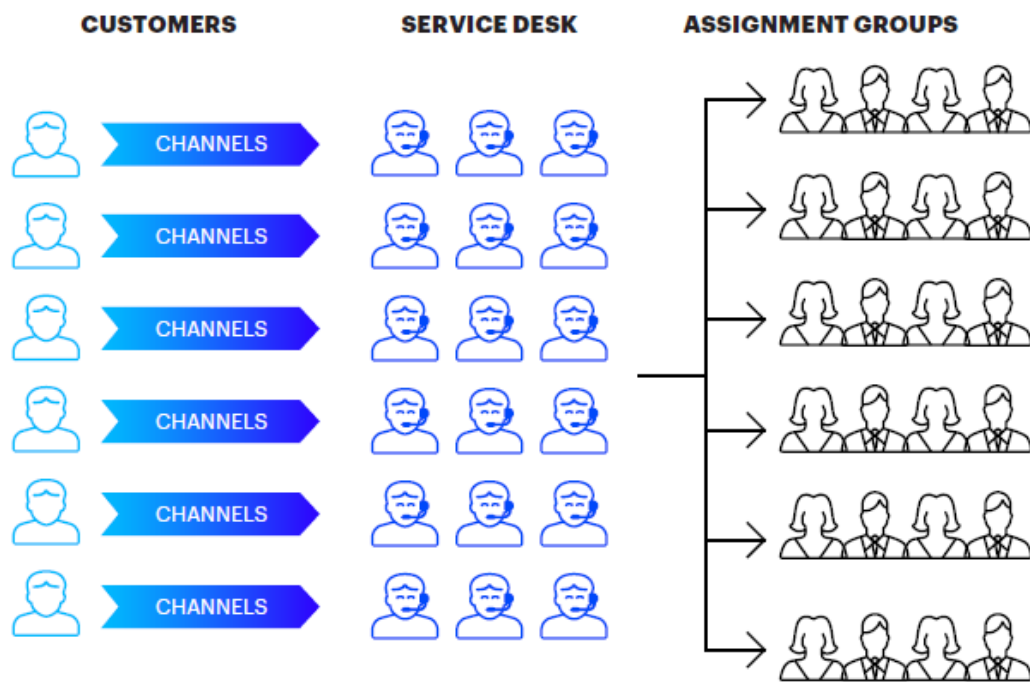 CUSTOMERS
SERVICE DESK
ASSIGNMENT GROUPS
CHANNELS
CHANNELS
CHANNELS
CHANNELS
CHANNELS
CHANNELS